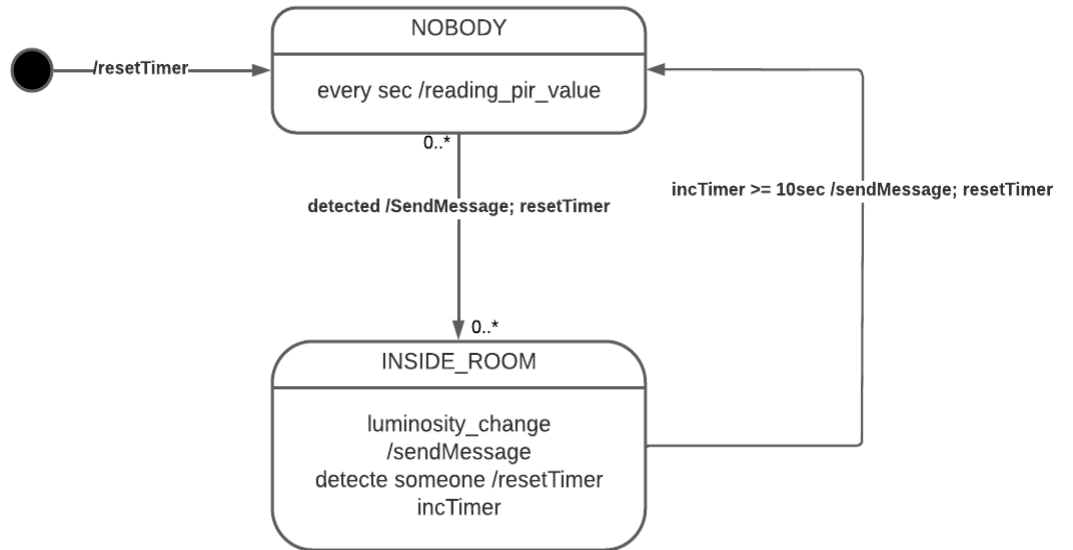 NOBODY
/resetTimer
every sec /reading_pir_value
0..*
detected /SendMessage; resetTimer
incTimer >= 10sec /sendMessage; resetTimer
0..*
INSIDE_ROOM
luminosity_change
/sendMessage
detecte someone /resetTimer
incTimer